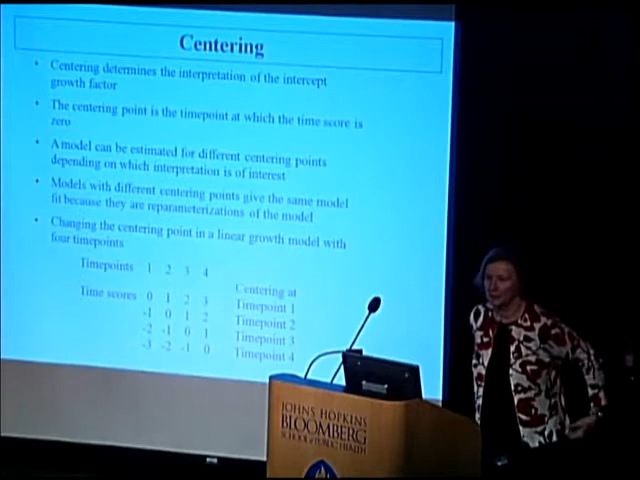 Centering
• Centering determines the interpretation of the intercept
growth factor
• The centering point is the timepoint at which the time score is
zero
• A model can be estimated for different centering points
depending on which interpretation is of interest
• Models with different centering points give the same model
fit because they are reparameterizations of the model
• Changing the centering point in a linear growth model with
four timepoints
Timepoints 1 2 3 4
Centering at
Time scores 0 1 2 3 Timepoint 1
-1 0 1 2 Timepoint 2
-2 -1 0 1 Timepoint 3
-3 -2 -1 0 Timepoint 4
JOHNS HOPKINS
BLOOMBERG
SCHOOL of PUBLIC HEALTH